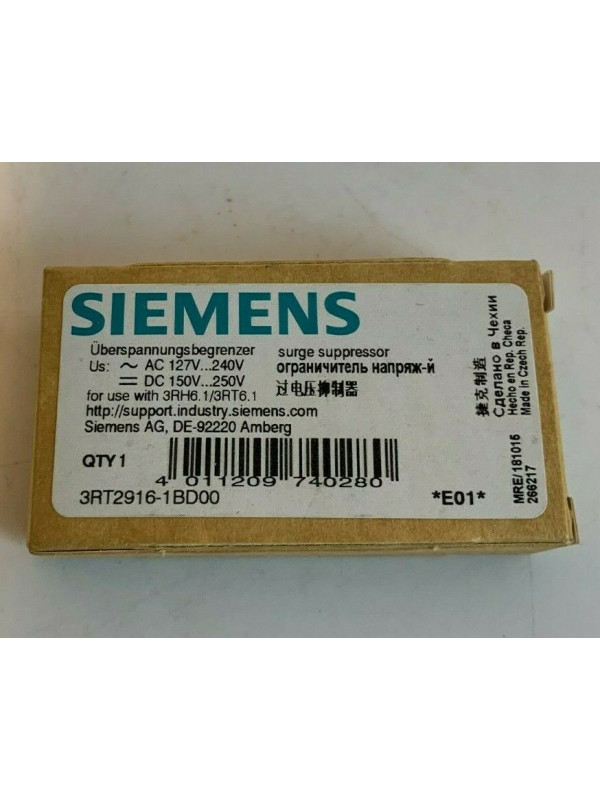 SIEMENS
Überspannungsbegrenzer
surge suppressor
Us: ~ AC 127V...240V
ограничитель напряж-й
⎓ DC 150V...250V
过电压抑制器
for use with 3RH6.1/3RT6.1
http://support.industry.siemens.com
Siemens AG, DE-92220 Amberg
QTY 1
4 011209 740280
3RT2916-1BD00
*E01*
捷克制造
Сделано в Чехии
Hecho en Rep. Checa
Made in Czech Rep.
MRE/181015
266217